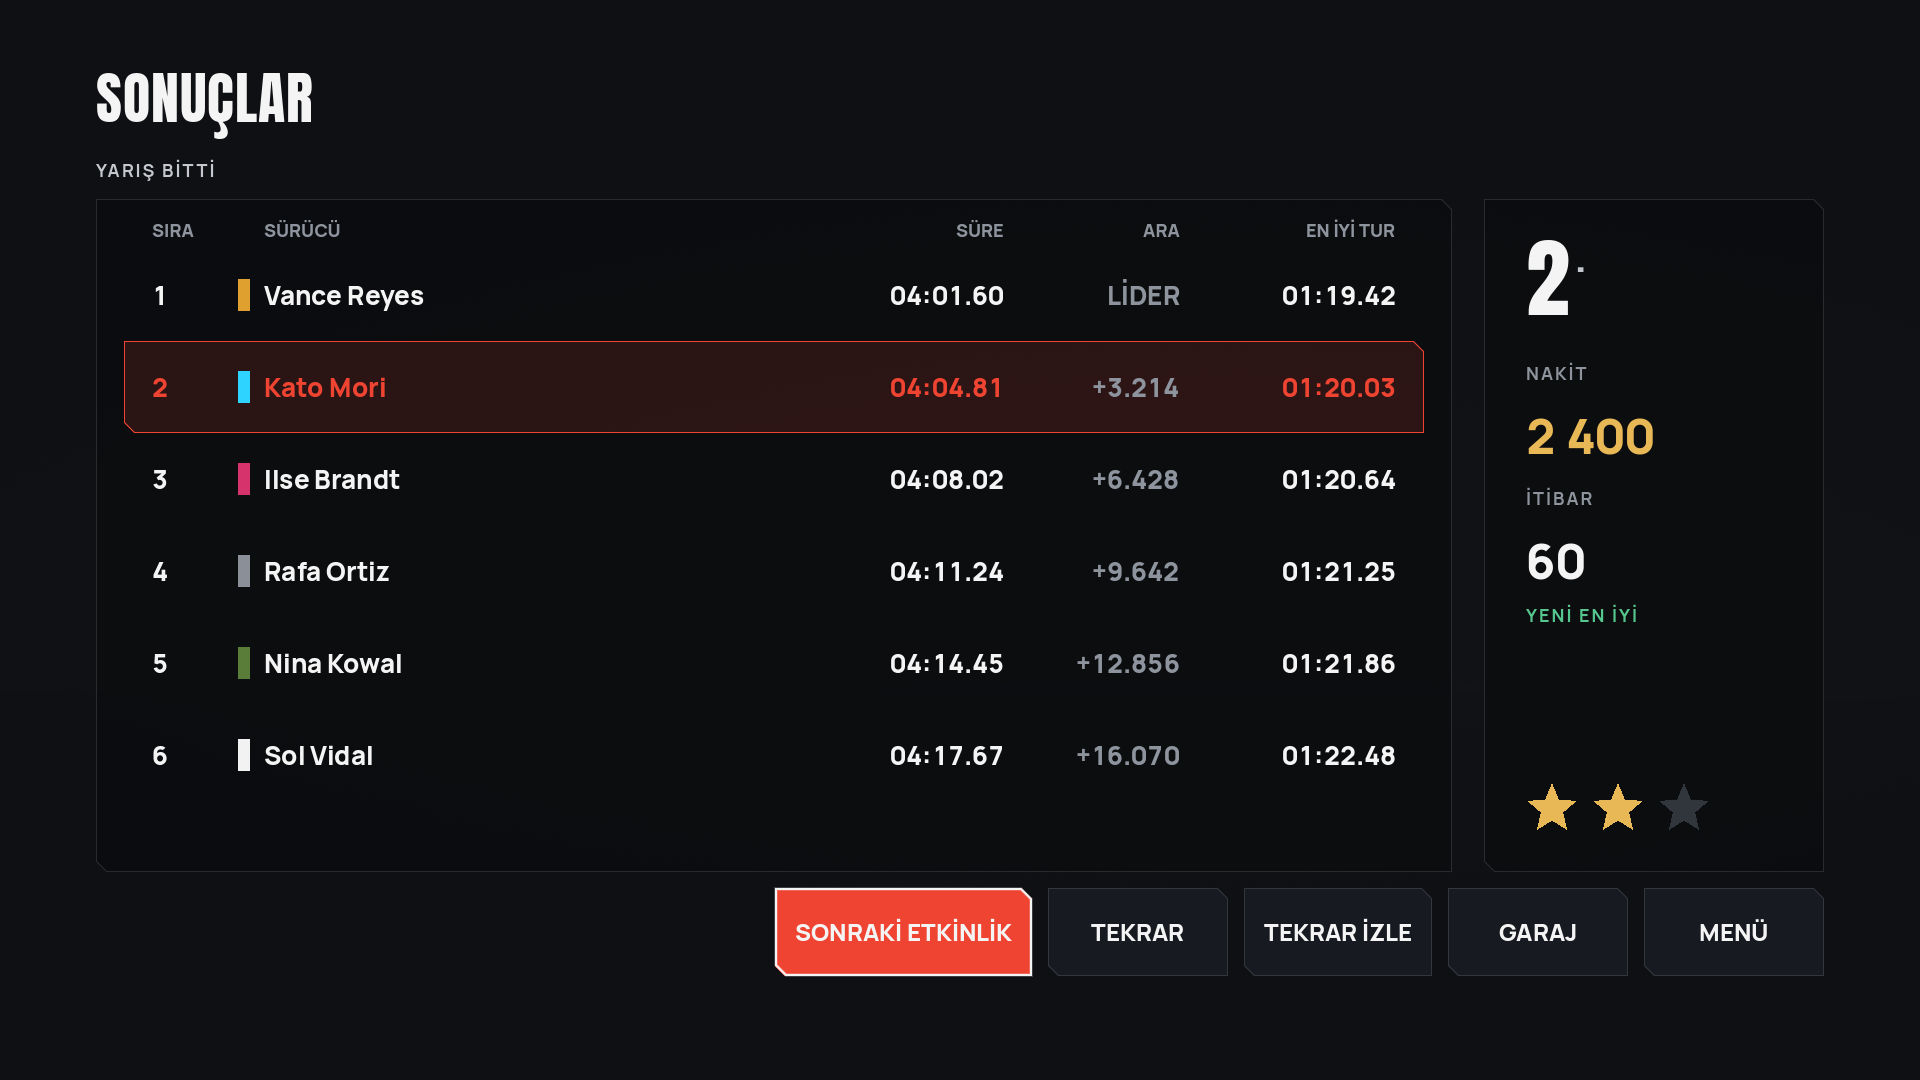 SONUÇLAR
YARIŞ BİTTİ
SIRA SÜRÜCÜ SÜRE ARA EN İYİ TUR
1 Vance Reyes 04:01.60 LİDER 01:19.42
2 Kato Mori 04:04.81 +3.214 01:20.03
3 Ilse Brandt 04:08.02 +6.428 01:20.64
4 Rafa Ortiz 04:11.24 +9.642 01:21.25
5 Nina Kowal 04:14.45 +12.856 01:21.86
6 Sol Vidal 04:17.67 +16.070 01:22.48
2.
NAKİT
2 400
İTİBAR
60
YENİ EN İYİ
SONRAKİ ETKİNLİK TEKRAR TEKRAR İZLE GARAJ MENÜ